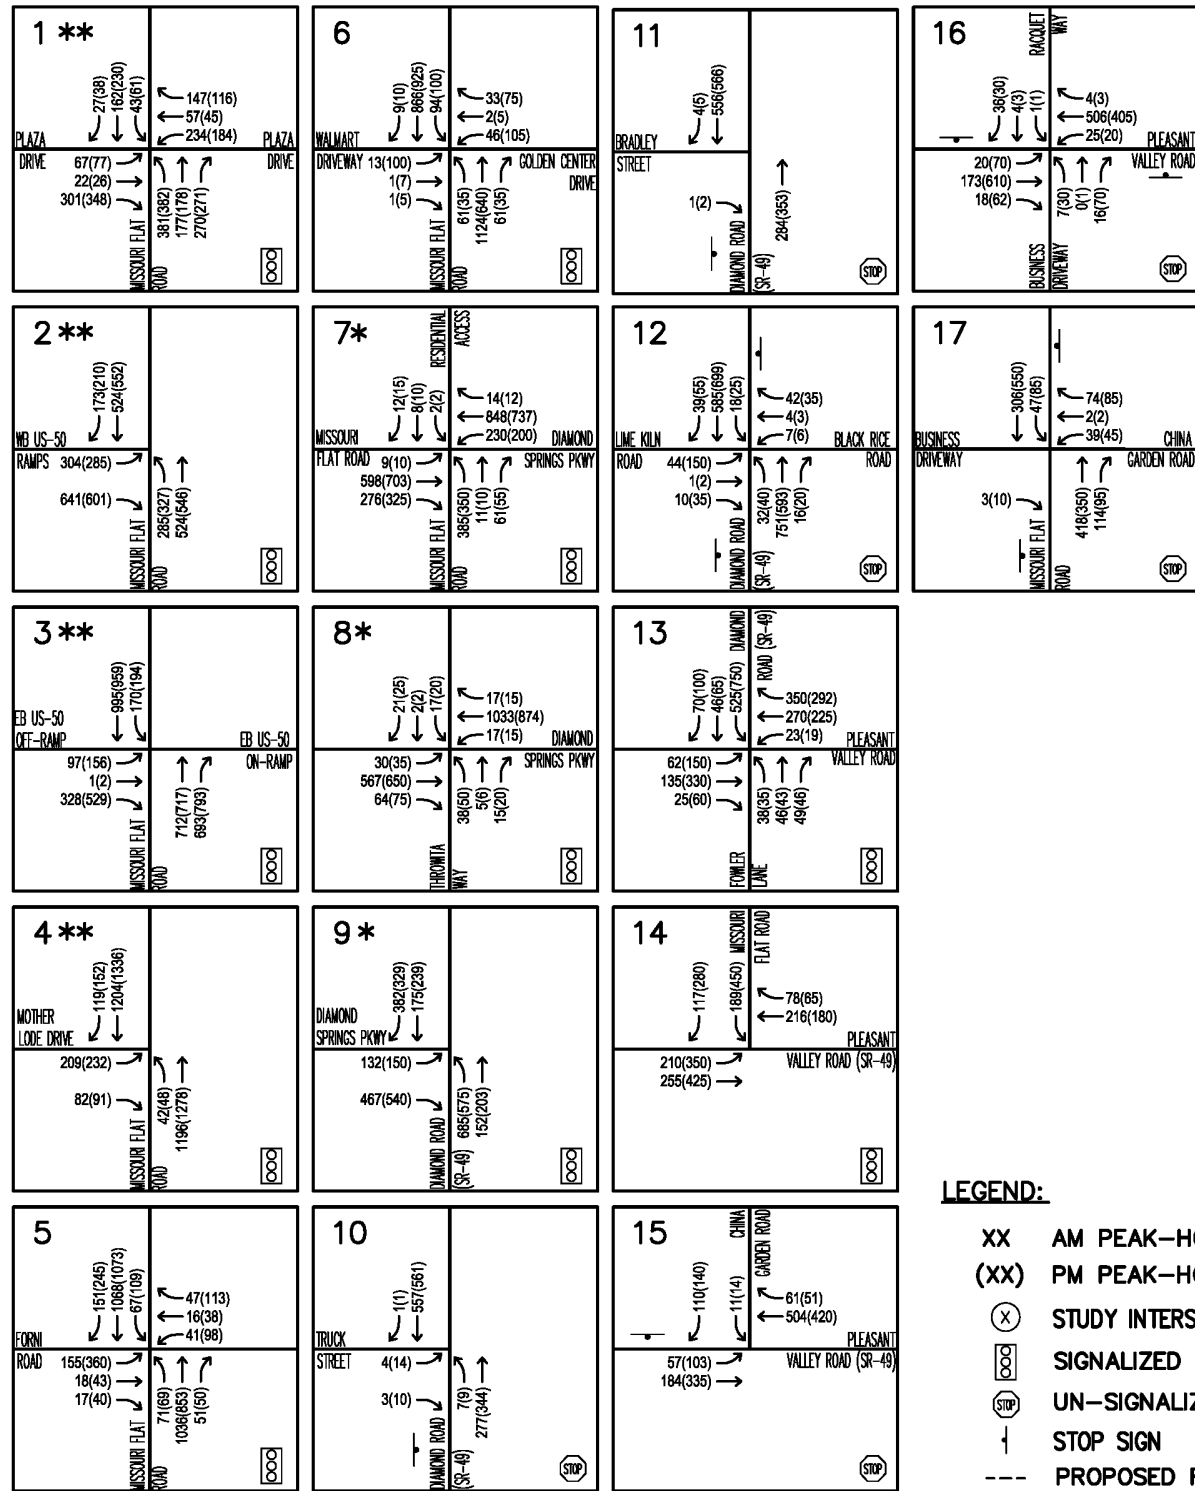 1 **
27(38)
162(230)
43(61)
147(116)
57(45)
234(184)
PLAZA
DRIVE
PLAZA
DRIVE
67(77)
22(26)
301(348)
381(382)
177(178)
270(271)
MISSOURI FLAT
ROAD
6
9(10)
866(925)
94(100)
33(75)
2(5)
46(105)
WALMART
DRIVEWAY
GOLDEN CENTER
DRIVE
13(100)
1(7)
1(5)
61(35)
1124(640)
61(35)
MISSOURI FLAT
ROAD
11
4(5)
556(566)
BRADLEY
STREET
1(2)
284(353)
DIAMOND ROAD
(SR-49)
STOP
16
RACQUET
WAY
36(30)
4(3)
1(1)
4(3)
506(405)
25(20)
PLEASANT
VALLEY ROAD
20(70)
173(610)
18(62)
7(30)
0(1)
16(70)
BUSINESS
DRIVEWAY
STOP
2 **
173(210)
524(552)
WB US-50
RAMPS
304(285)
641(601)
285(327)
524(546)
MISSOURI FLAT
ROAD
7*
RESIDENTIAL
ACCESS
12(15)
8(10)
2(2)
14(12)
848(737)
230(200)
MISSOURI
FLAT ROAD
DIAMOND
SPRINGS PKWY
9(10)
598(703)
276(325)
385(350)
11(10)
61(55)
MISSOURI FLAT
ROAD
12
39(55)
585(699)
18(25)
42(35)
4(3)
7(6)
LIME KILN
ROAD
BLACK RICE
ROAD
44(150)
1(2)
10(35)
32(40)
751(593)
16(20)
DIAMOND ROAD
(SR-49)
STOP
17
306(550)
47(85)
74(85)
2(2)
39(45)
BUSINESS
DRIVEWAY
CHINA
GARDEN ROAD
3(10)
418(350)
114(95)
MISSOURI FLAT
ROAD
STOP
3 **
995(959)
170(194)
EB US-50
OFF-RAMP
EB US-50
ON-RAMP
97(156)
1(2)
328(529)
712(717)
693(793)
MISSOURI FLAT
ROAD
8*
21(25)
2(2)
17(20)
17(15)
1033(874)
17(15)
DIAMOND
SPRINGS PKWY
30(35)
567(650)
64(75)
38(50)
5(6)
15(20)
THROWITA
WAY
13
DIAMOND
ROAD (SR-49)
70(100)
46(65)
525(750)
350(292)
270(225)
23(19)
PLEASANT
VALLEY ROAD
62(150)
135(330)
25(60)
38(35)
46(43)
49(46)
FOWLER
LANE
4 **
119(152)
1204(1336)
MOTHER
LODE DRIVE
209(232)
82(91)
42(48)
1196(1278)
MISSOURI FLAT
ROAD
9 *
382(329)
175(239)
DIAMOND
SPRINGS PKWY
132(150)
467(540)
685(575)
152(203)
DIAMOND ROAD
(SR-49)
14
MISSOURI
FLAT ROAD
117(280)
189(450)
78(65)
216(180)
PLEASANT
VALLEY ROAD (SR-49)
210(350)
255(425)
5
151(245)
1068(1073)
67(109)
47(113)
16(38)
41(98)
FORNI
ROAD
155(360)
18(43)
17(40)
71(69)
1036(853)
51(50)
MISSOURI FLAT
ROAD
10
1(1)
557(561)
TRUCK
STREET
4(14)
3(10)
7(9)
277(344)
DIAMOND ROAD
(SR-49)
STOP
15
CHINA
GARDEN ROAD
110(140)
11(14)
61(51)
504(420)
PLEASANT
VALLEY ROAD (SR-49)
57(103)
184(335)
STOP
LEGEND:
XX AM PEAK-HO
(XX) PM PEAK-HO
X STUDY INTERS
SIGNALIZED
STOP UN-SIGNALIZ
STOP SIGN
--- PROPOSED